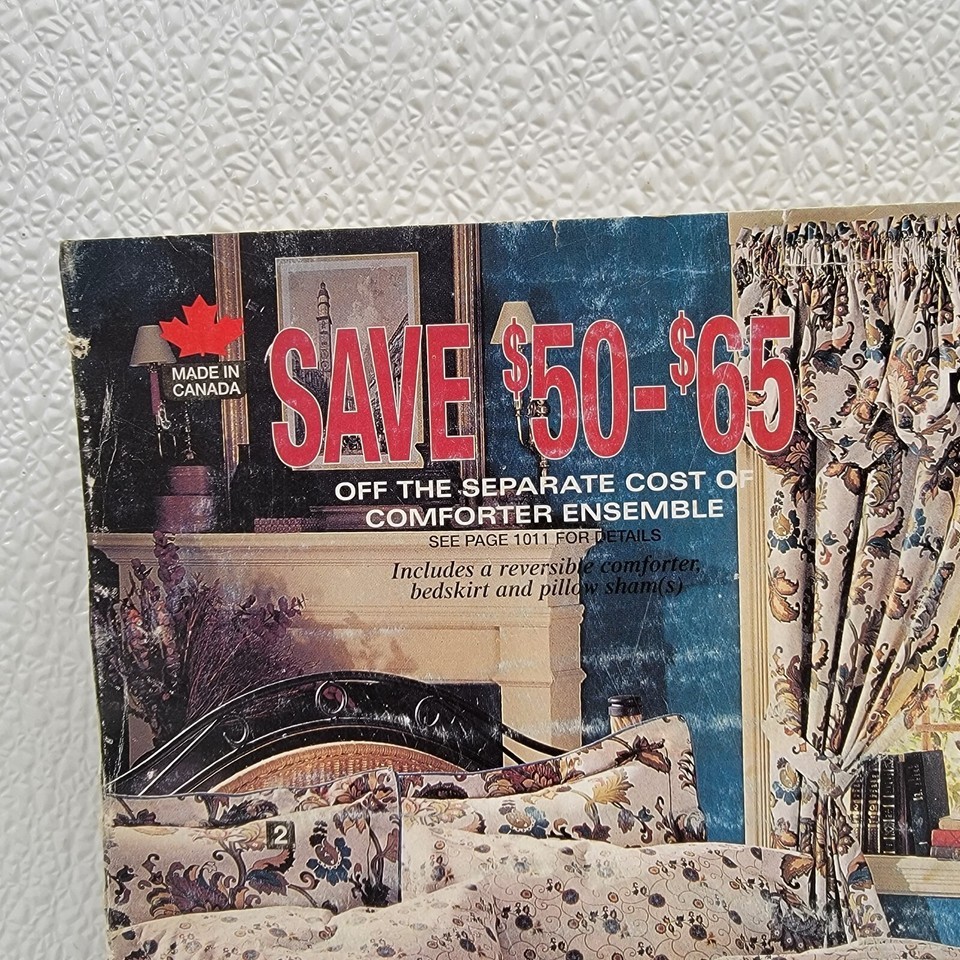 MADE IN
CANADA
SAVE $50-$65
OFF THE SEPARATE COST OF
COMFORTER ENSEMBLE
SEE PAGE 1011 FOR DETAILS
Includes a reversible comforter,
bedskirt and pillow sham(s)
2